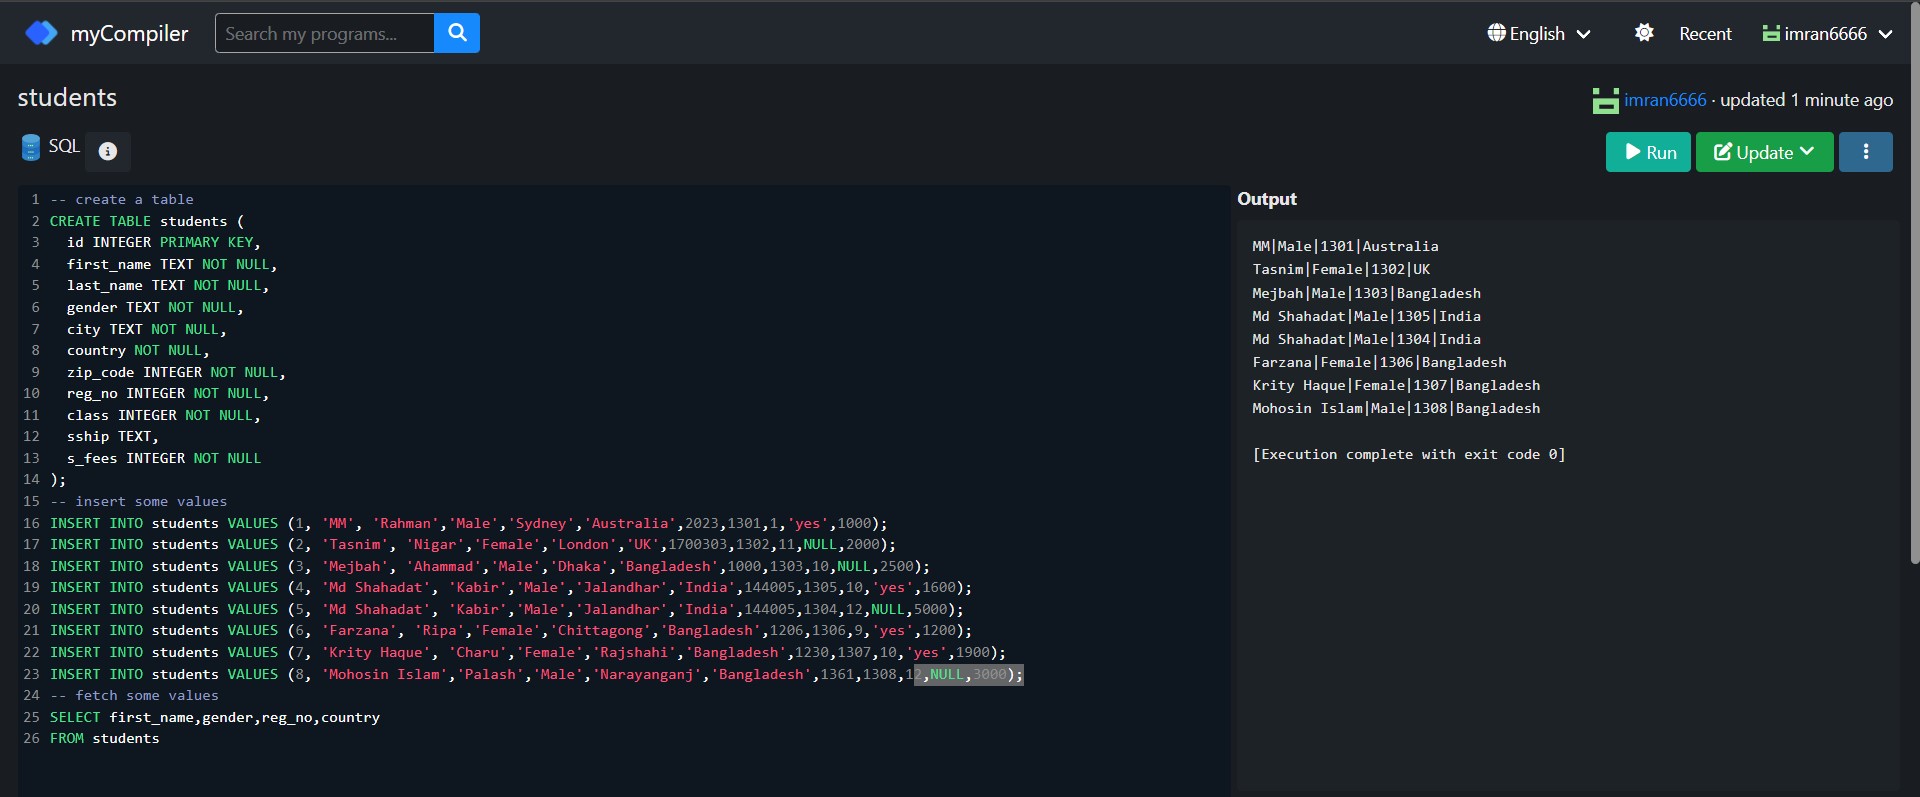 myCompiler
Search my programs...
English
Recent
imran6666
students
imran6666 · updated 1 minute ago
SQL
Run
Update
1 -- create a table
2 CREATE TABLE students (
3 id INTEGER PRIMARY KEY,
4 first_name TEXT NOT NULL,
5 last_name TEXT NOT NULL,
6 gender TEXT NOT NULL,
7 city TEXT NOT NULL,
8 country NOT NULL,
9 zip_code INTEGER NOT NULL,
10 reg_no INTEGER NOT NULL,
11 class INTEGER NOT NULL,
12 sship TEXT,
13 s_fees INTEGER NOT NULL
14 );
15 -- insert some values
16 INSERT INTO students VALUES (1, 'MM', 'Rahman','Male','Sydney','Australia',2023,1301,1,'yes',1000);
17 INSERT INTO students VALUES (2, 'Tasnim', 'Nigar','Female','London','UK',1700303,1302,11,NULL,2000);
18 INSERT INTO students VALUES (3, 'Mejbah', 'Ahammad','Male','Dhaka','Bangladesh',1000,1303,10,NULL,2500);
19 INSERT INTO students VALUES (4, 'Md Shahadat', 'Kabir','Male','Jalandhar','India',144005,1305,10,'yes',1600);
20 INSERT INTO students VALUES (5, 'Md Shahadat', 'Kabir','Male','Jalandhar','India',144005,1304,12,NULL,5000);
21 INSERT INTO students VALUES (6, 'Farzana', 'Ripa','Female','Chittagong','Bangladesh',1206,1306,9,'yes',1200);
22 INSERT INTO students VALUES (7, 'Krity Haque', 'Charu','Female','Rajshahi','Bangladesh',1230,1307,10,'yes',1900);
23 INSERT INTO students VALUES (8, 'Mohosin Islam','Palash','Male','Narayanganj','Bangladesh',1361,1308,12,NULL,3000);
24 -- fetch some values
25 SELECT first_name,gender,reg_no,country
26 FROM students
Output
MM|Male|1301|Australia
Tasnim|Female|1302|UK
Mejbah|Male|1303|Bangladesh
Md Shahadat|Male|1305|India
Md Shahadat|Male|1304|India
Farzana|Female|1306|Bangladesh
Krity Haque|Female|1307|Bangladesh
Mohosin Islam|Male|1308|Bangladesh
[Execution complete with exit code 0]